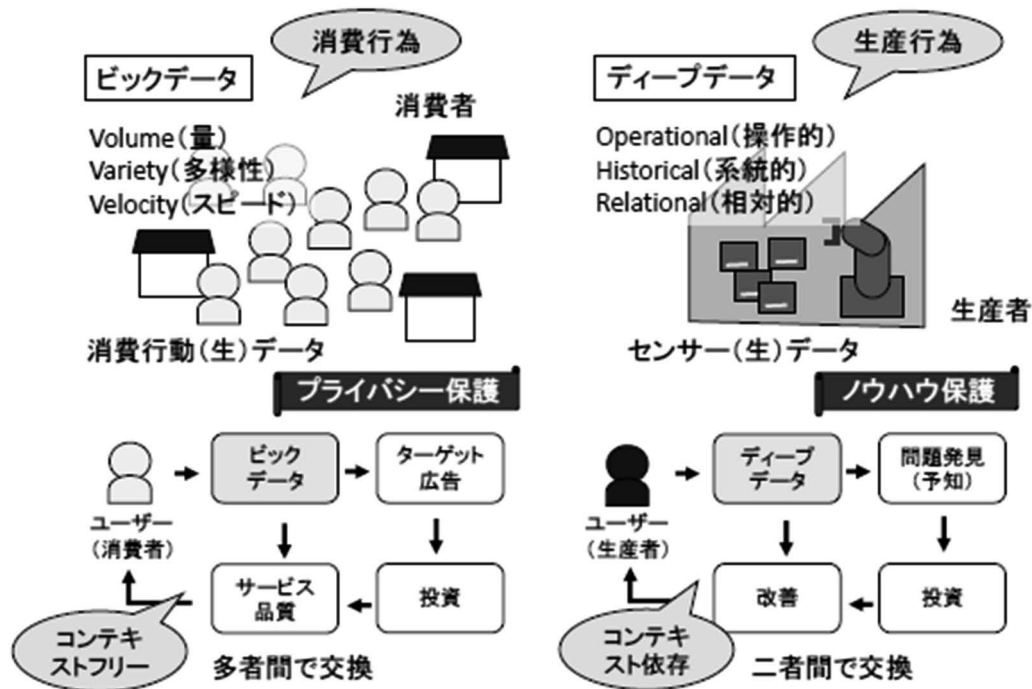 消費行為
ビックデータ
消費者
Volume(量)
Variety(多様性)
Velocity(スピード)
消費行動(生)データ
プライバシー保護
ビック
データ
ターゲット
広告
ユーザー
(消費者)
サービス
品質
投資
コンテキ
ストフリー
多者間で交換
生産行為
ディープデータ
Operational(操作的)
Historical(系統的)
Relational(相対的)
生産者
センサー(生)データ
ノウハウ保護
ディープ
データ
問題発見
(予知)
ユーザー
(生産者)
改善
投資
コンテキ
スト依存
二者間で交換